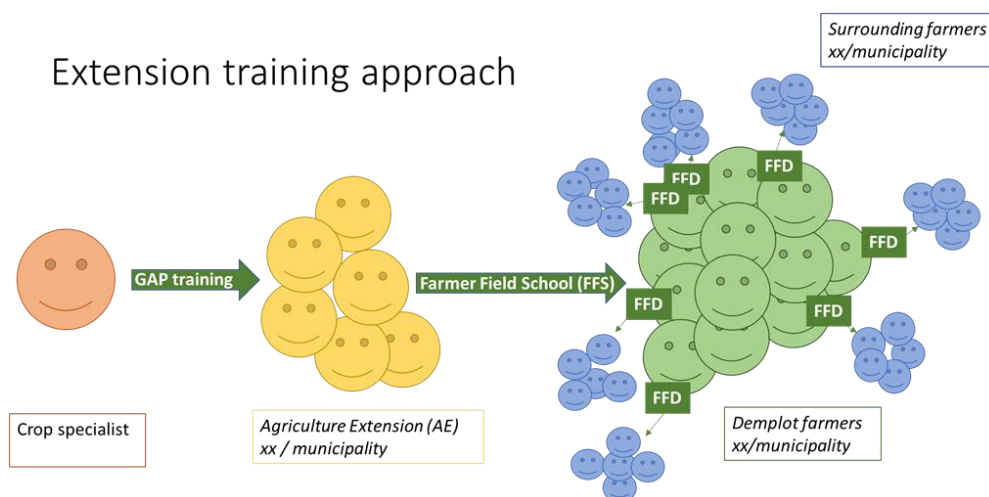 Surrounding farmers
xx/municipality
Extension training approach
FFD
FFD
FFD
FFD
GAP training
Farmer Field School (FFS)
FFD
FFD
FFD
Crop specialist
Agriculture Extension (AE)
xx / municipality
Demplot farmers
xx/municipality